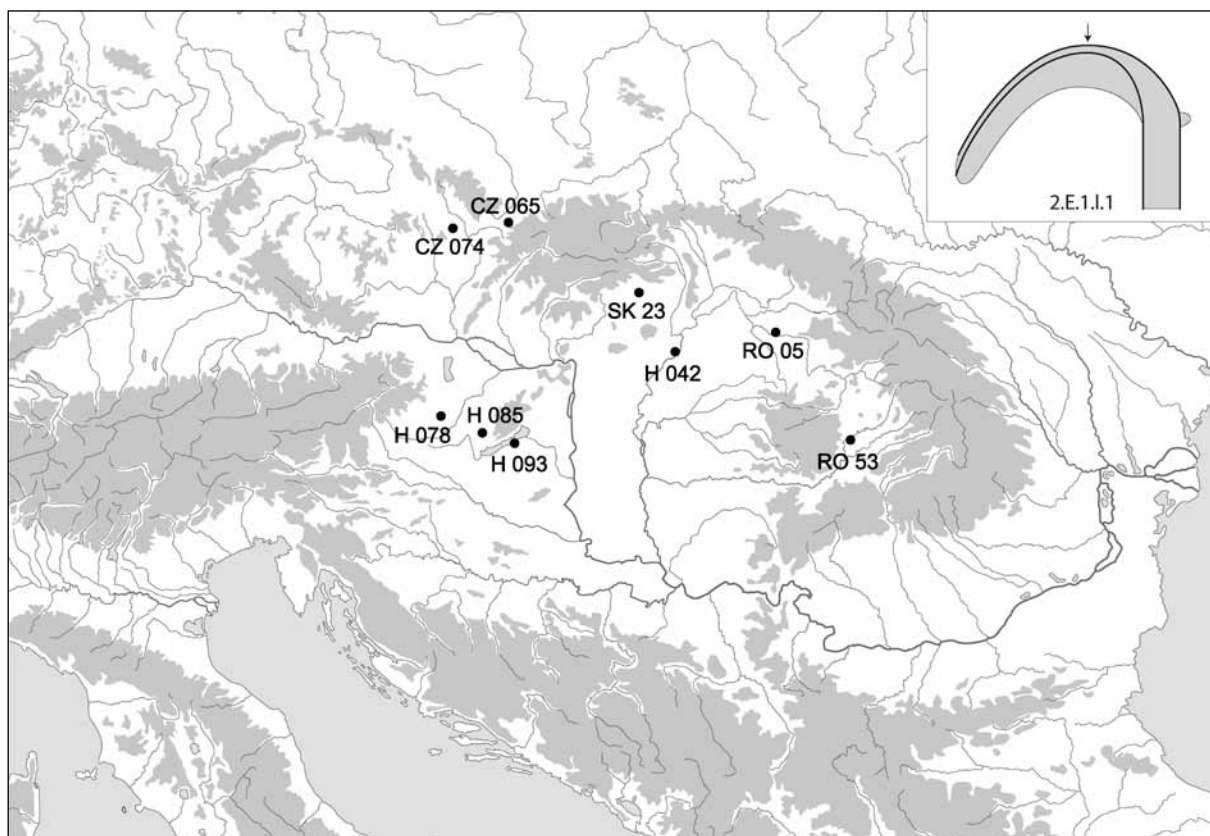 2.E.1.I.1
CZ 065
CZ 074
SK 23
RO 05
H 042
H 085
H 078
H 093
RO 53